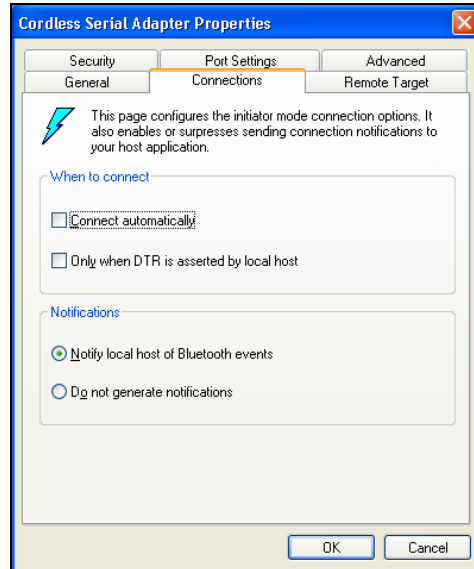 Cordless Serial Adapter Properties
Security Port Settings Advanced
General Connections Remote Target
This page configures the initiator mode connection options. It
also enables or surpresses sending connection notifications to
your host application.
When to connect
Connect automatically
Only when DTR is asserted by local host
Notifications
Notify local host of Bluetooth events
Do not generate notifications
OK Cancel